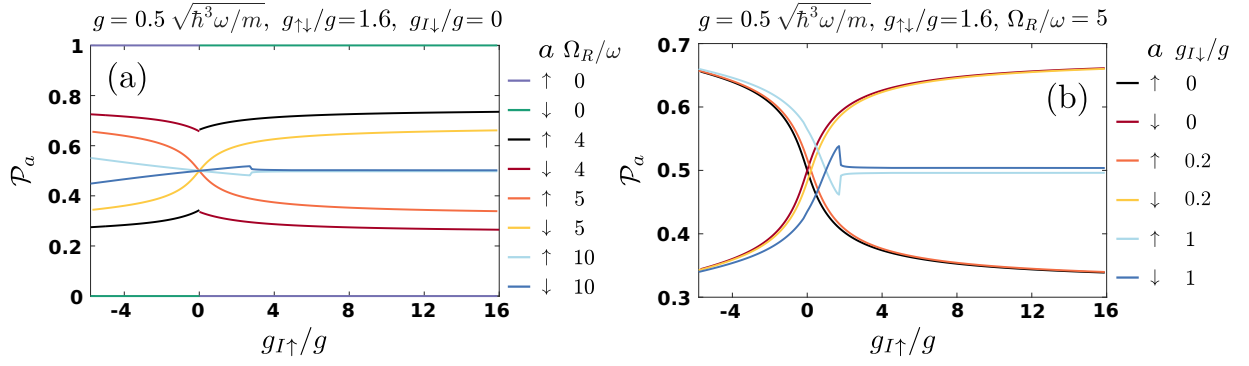 g = 0.5 √ħ³ω/m, g↑↓/g=1.6, gI↓/g= 0
(a)
1
0.8
0.6
0.4
0.2
0
𝒫a
-4 0 4 8 12 16
gI↑/g
a ΩR/ω
↑ 0
↓ 0
↑ 4
↓ 4
↑ 5
↓ 5
↑ 10
↓ 10
g = 0.5 √ħ³ω/m, g↑↓/g=1.6, ΩR/ω = 5
(b)
0.7
0.6
0.5
0.4
0.3
𝒫a
-4 0 4 8 12 16
gI↑/g
a gI↓/g
↑ 0
↓ 0
↑ 0.2
↓ 0.2
↑ 1
↓ 1